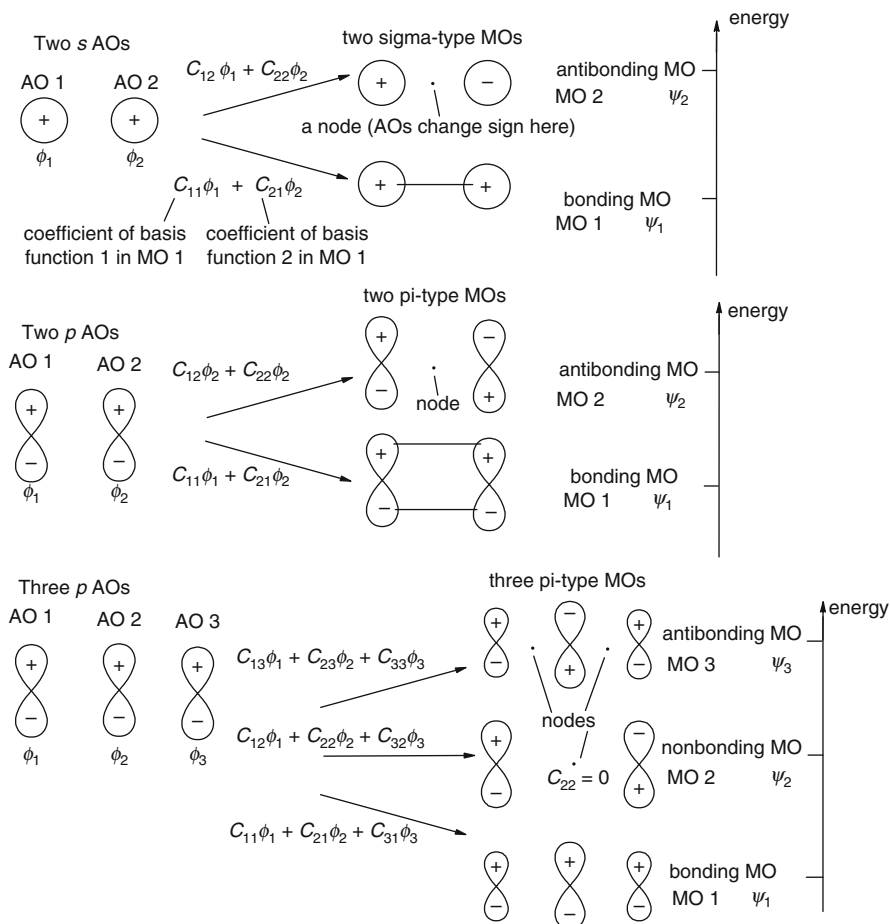 energy
Two s AOs
two sigma-type MOs
AO 1 AO 2
C₁₂ϕ₁ + C₂₂ϕ₂
+ + + −
antibonding MO
MO 2 ψ₂
ϕ₁ ϕ₂
a node (AOs change sign here)
C₁₁ϕ₁ + C₂₁ϕ₂
+ +
bonding MO
MO 1 ψ₁
coefficient of basis function 1 in MO 1
coefficient of basis function 2 in MO 1
energy
Two p AOs
two pi-type MOs
AO 1 AO 2
C₁₂ϕ₂ + C₂₂ϕ₂
+ −
− +
node
antibonding MO
MO 2 ψ₂
+ +
− −
ϕ₁ ϕ₂
C₁₁ϕ₁ + C₂₁ϕ₂
+ +
− −
bonding MO
MO 1 ψ₁
Three p AOs
three pi-type MOs
energy
AO 1 AO 2 AO 3
+ + +
− − −
ϕ₁ ϕ₂ ϕ₃
C₁₃ϕ₁ + C₂₃ϕ₂ + C₃₃ϕ₃
+ − +
− + −
antibonding MO
MO 3 ψ₃
nodes
C₁₂ϕ₁ + C₂₂ϕ₂ + C₃₂ϕ₃
+ −
− +
C₂₂ = 0
nonbonding MO
MO 2 ψ₂
C₁₁ϕ₁ + C₂₁ϕ₂ + C₃₁ϕ₃
+ + +
− − −
bonding MO
MO 1 ψ₁